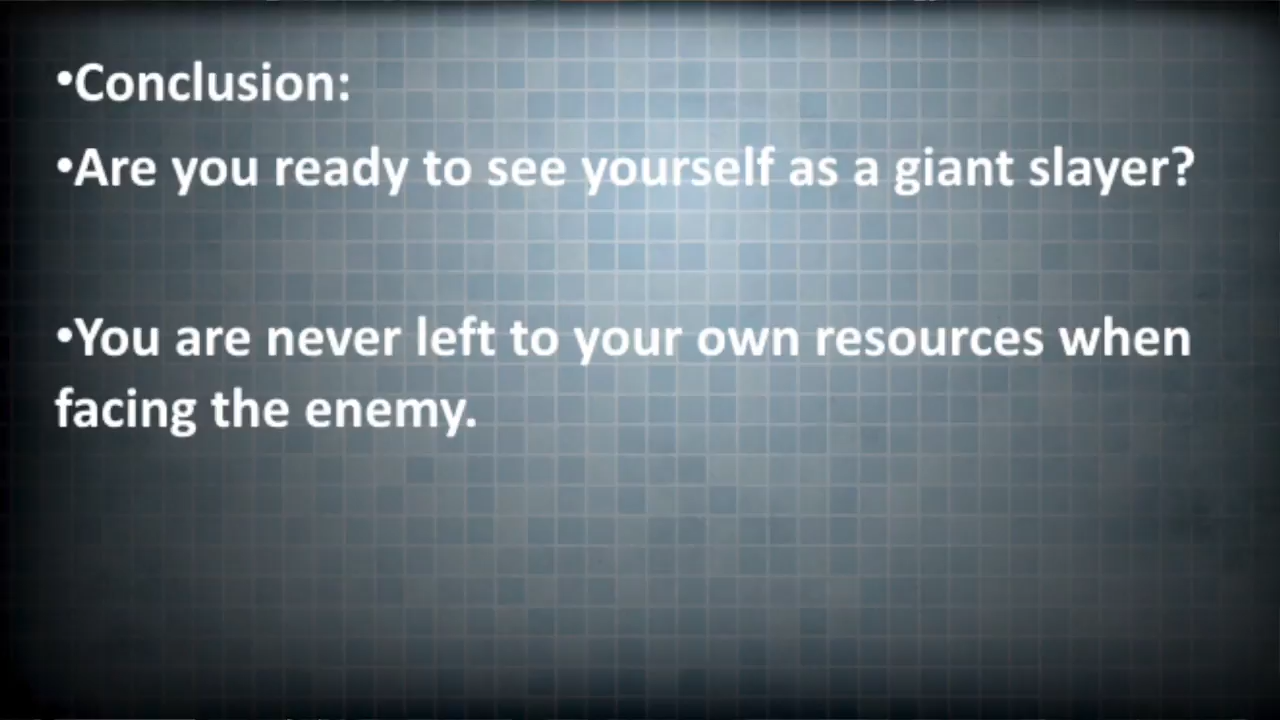 •Conclusion:
•Are you ready to see yourself as a giant slayer?
•You are never left to your own resources when
facing the enemy.